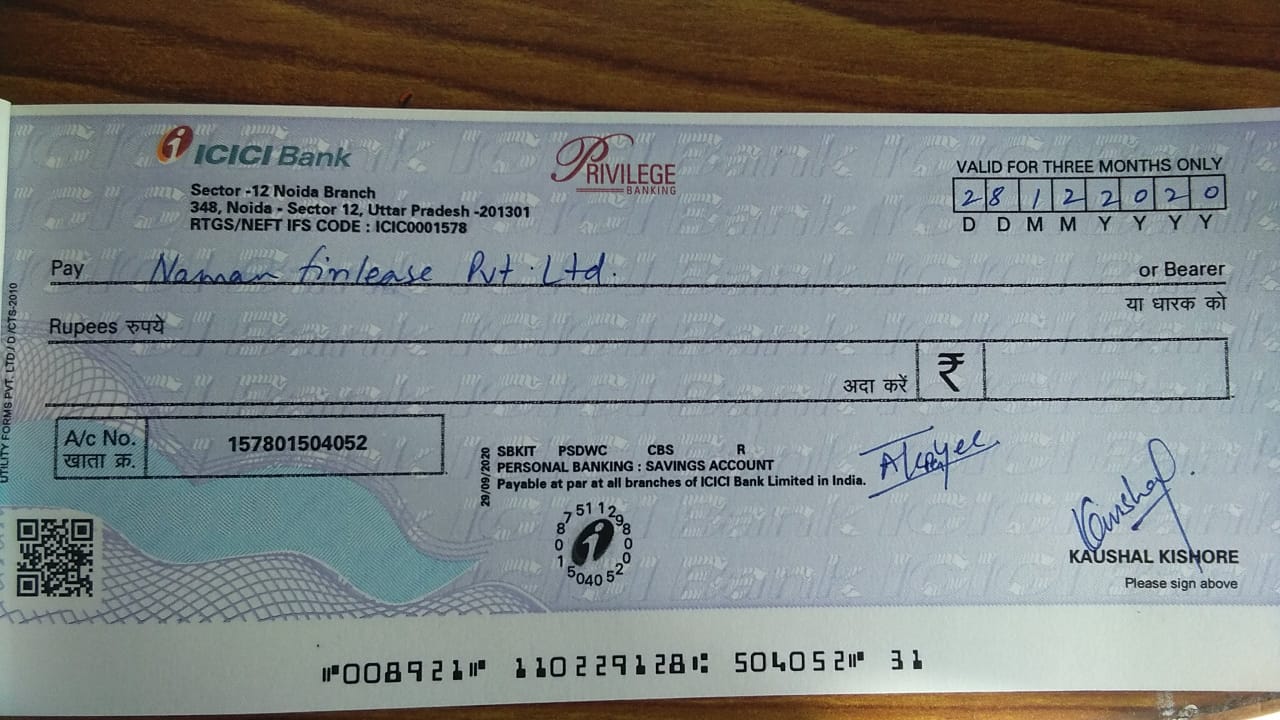 ICICI Bank
PRIVILEGE
BANKING
Sector -12 Noida Branch
348, Noida - Sector 12, Uttar Pradesh -201301
RTGS/NEFT IFS CODE : ICIC0001578
VALID FOR THREE MONTHS ONLY
2 8 1 2 2 0 2 0
D D M M Y Y Y Y
Pay Naman finlease Pvt. Ltd. or Bearer
या धारक को
Rupees रुपये
अदा करें ₹
A/c No. 157801504052
खाता क्र.
UTILITY FORMS PVT. LTD/ D /CTS-2010
29/09/2020
SBKIT PSDWC CBS R
PERSONAL BANKING : SAVINGS ACCOUNT
Payable at par at all branches of ICICI Bank Limited in India.
Kaushal
KAUSHAL KISHORE
Please sign above
⑈008921⑈ 110229128⑆ 504052⑈ 31